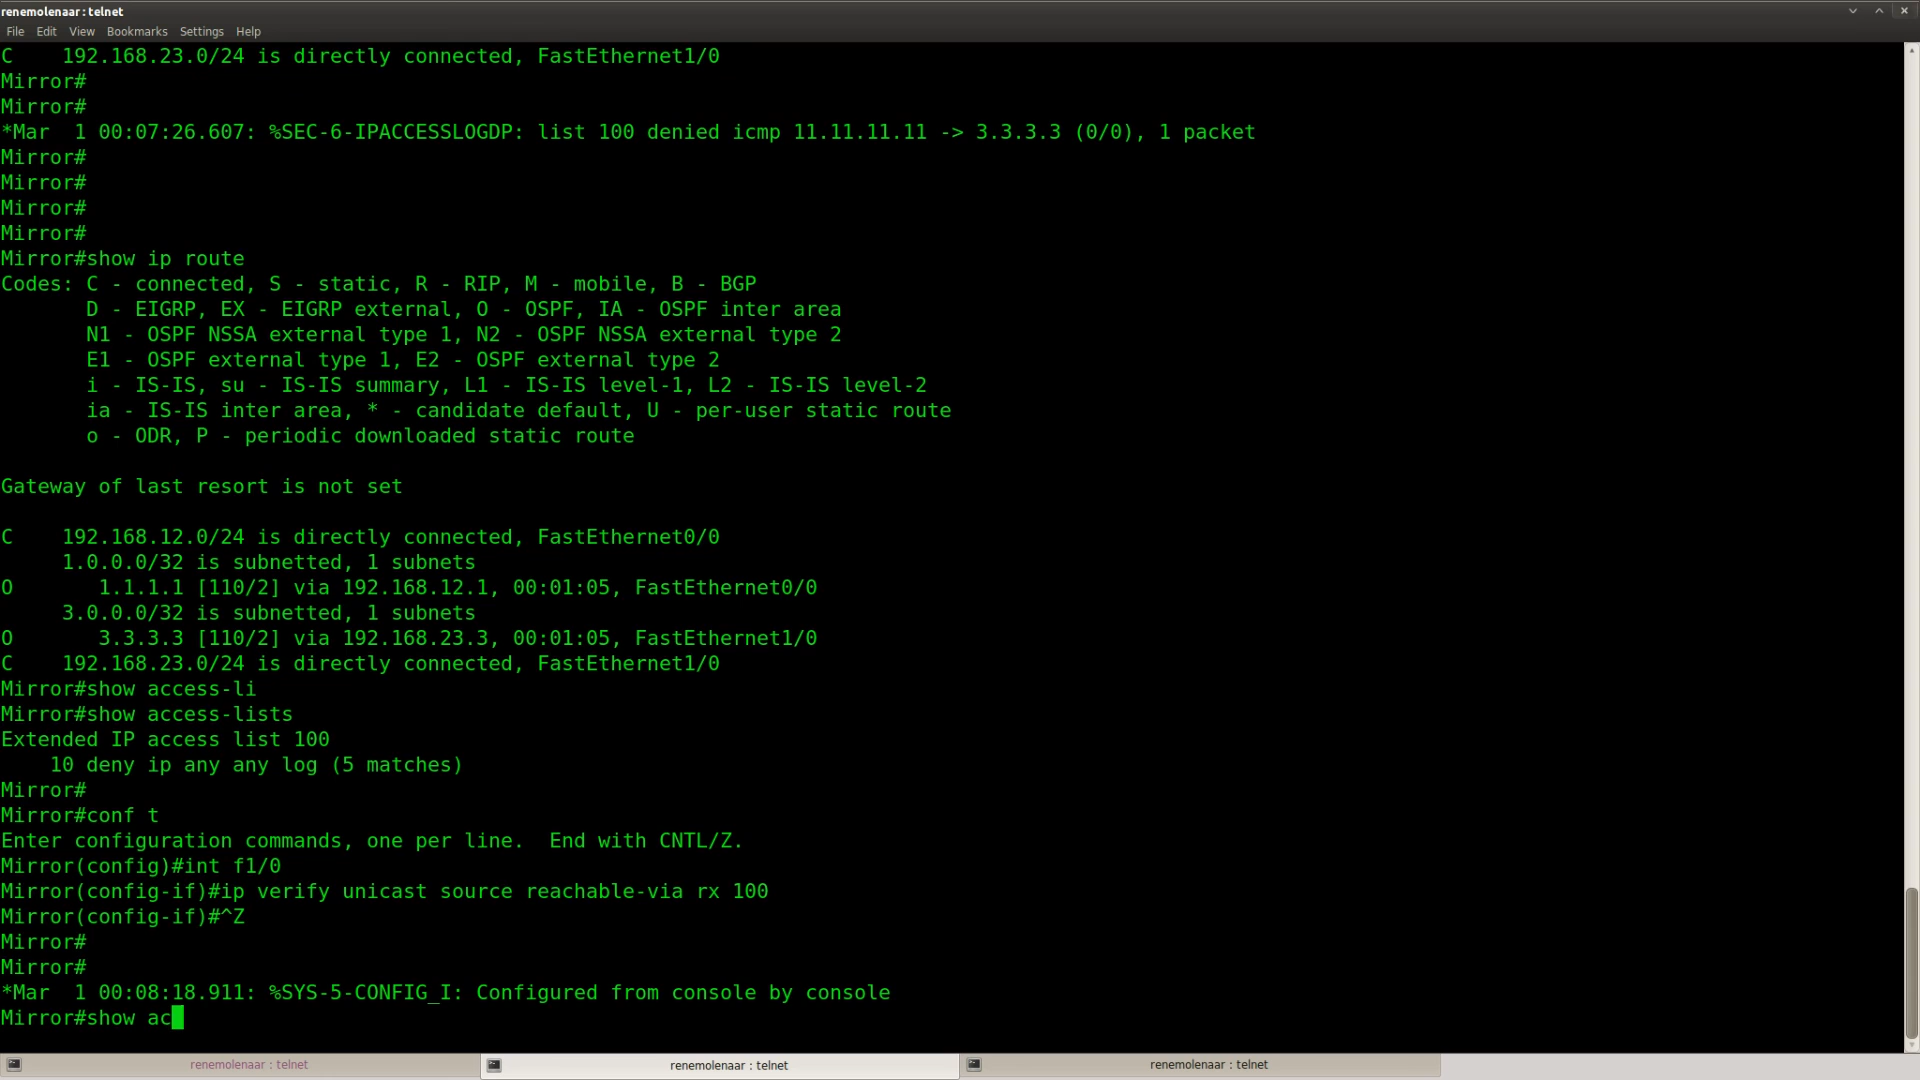 renemolenaar : telnet
File Edit View Bookmarks Settings Help
C    192.168.23.0/24 is directly connected, FastEthernet1/0
Mirror#
Mirror#
*Mar  1 00:07:26.607: %SEC-6-IPACCESSLOGDP: list 100 denied icmp 11.11.11.11 -> 3.3.3.3 (0/0), 1 packet
Mirror#
Mirror#
Mirror#
Mirror#
Mirror#show ip route
Codes: C - connected, S - static, R - RIP, M - mobile, B - BGP
       D - EIGRP, EX - EIGRP external, O - OSPF, IA - OSPF inter area
       N1 - OSPF NSSA external type 1, N2 - OSPF NSSA external type 2
       E1 - OSPF external type 1, E2 - OSPF external type 2
       i - IS-IS, su - IS-IS summary, L1 - IS-IS level-1, L2 - IS-IS level-2
       ia - IS-IS inter area, * - candidate default, U - per-user static route
       o - ODR, P - periodic downloaded static route
Gateway of last resort is not set
C    192.168.12.0/24 is directly connected, FastEthernet0/0
     1.0.0.0/32 is subnetted, 1 subnets
O       1.1.1.1 [110/2] via 192.168.12.1, 00:01:05, FastEthernet0/0
     3.0.0.0/32 is subnetted, 1 subnets
O       3.3.3.3 [110/2] via 192.168.23.3, 00:01:05, FastEthernet1/0
C    192.168.23.0/24 is directly connected, FastEthernet1/0
Mirror#show access-li
Mirror#show access-lists
Extended IP access list 100
    10 deny ip any any log (5 matches)
Mirror#
Mirror#conf t
Enter configuration commands, one per line.  End with CNTL/Z.
Mirror(config)#int f1/0
Mirror(config-if)#ip verify unicast source reachable-via rx 100
Mirror(config-if)#^Z
Mirror#
Mirror#
*Mar  1 00:08:18.911: %SYS-5-CONFIG_I: Configured from console by console
Mirror#show ac
renemolenaar : telnet
renemolenaar : telnet
renemolenaar : telnet